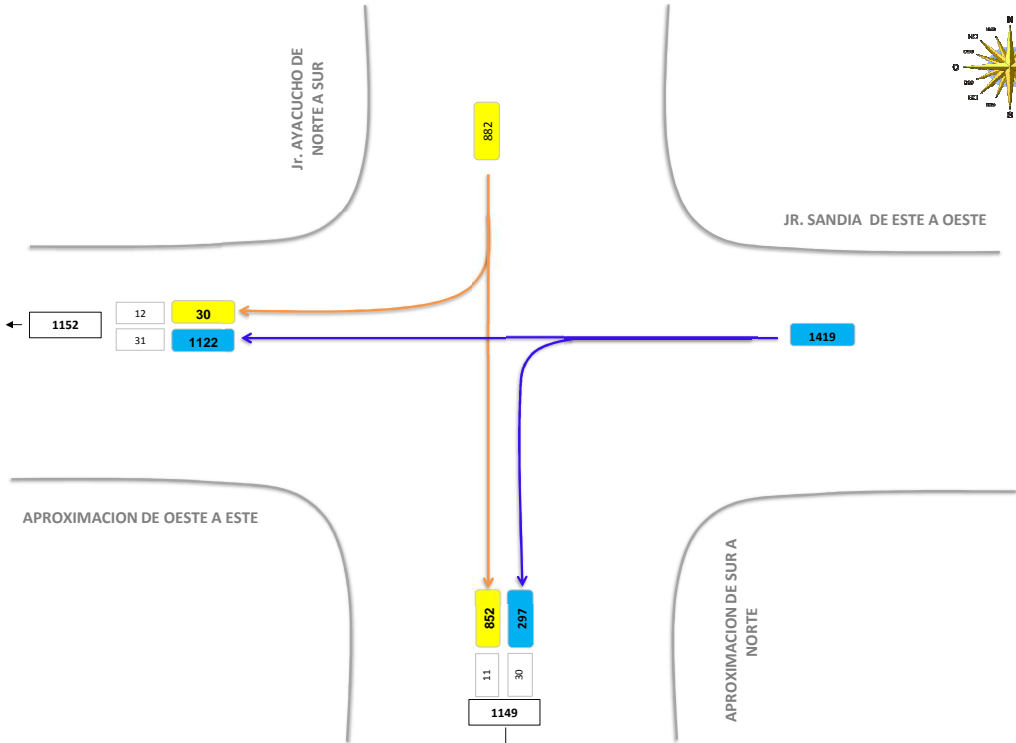 N
O
Jr. AYACUCHO DE
NORTE A SUR
882
JR. SANDIA DE ESTE A OESTE
1152
12
30
31
1122
1419
APROXIMACION DE OESTE A ESTE
APROXIMACION DE SUR A
NORTE
852
297
11
30
1149